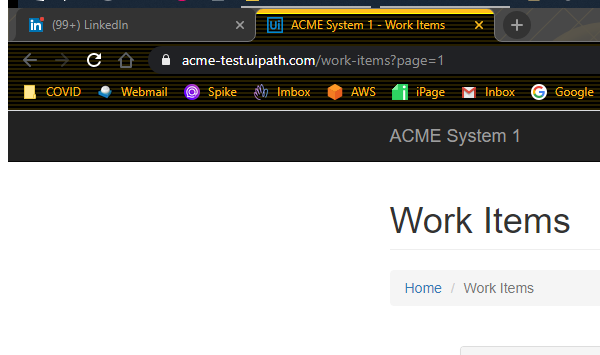 (99+) LinkedIn
Ui ACME System 1 - Work Items
acme-test.uipath.com/work-items?page=1
COVID Webmail Spike Imbox AWS iPage Inbox Google
ACME System 1
Work Items
Home / Work Items